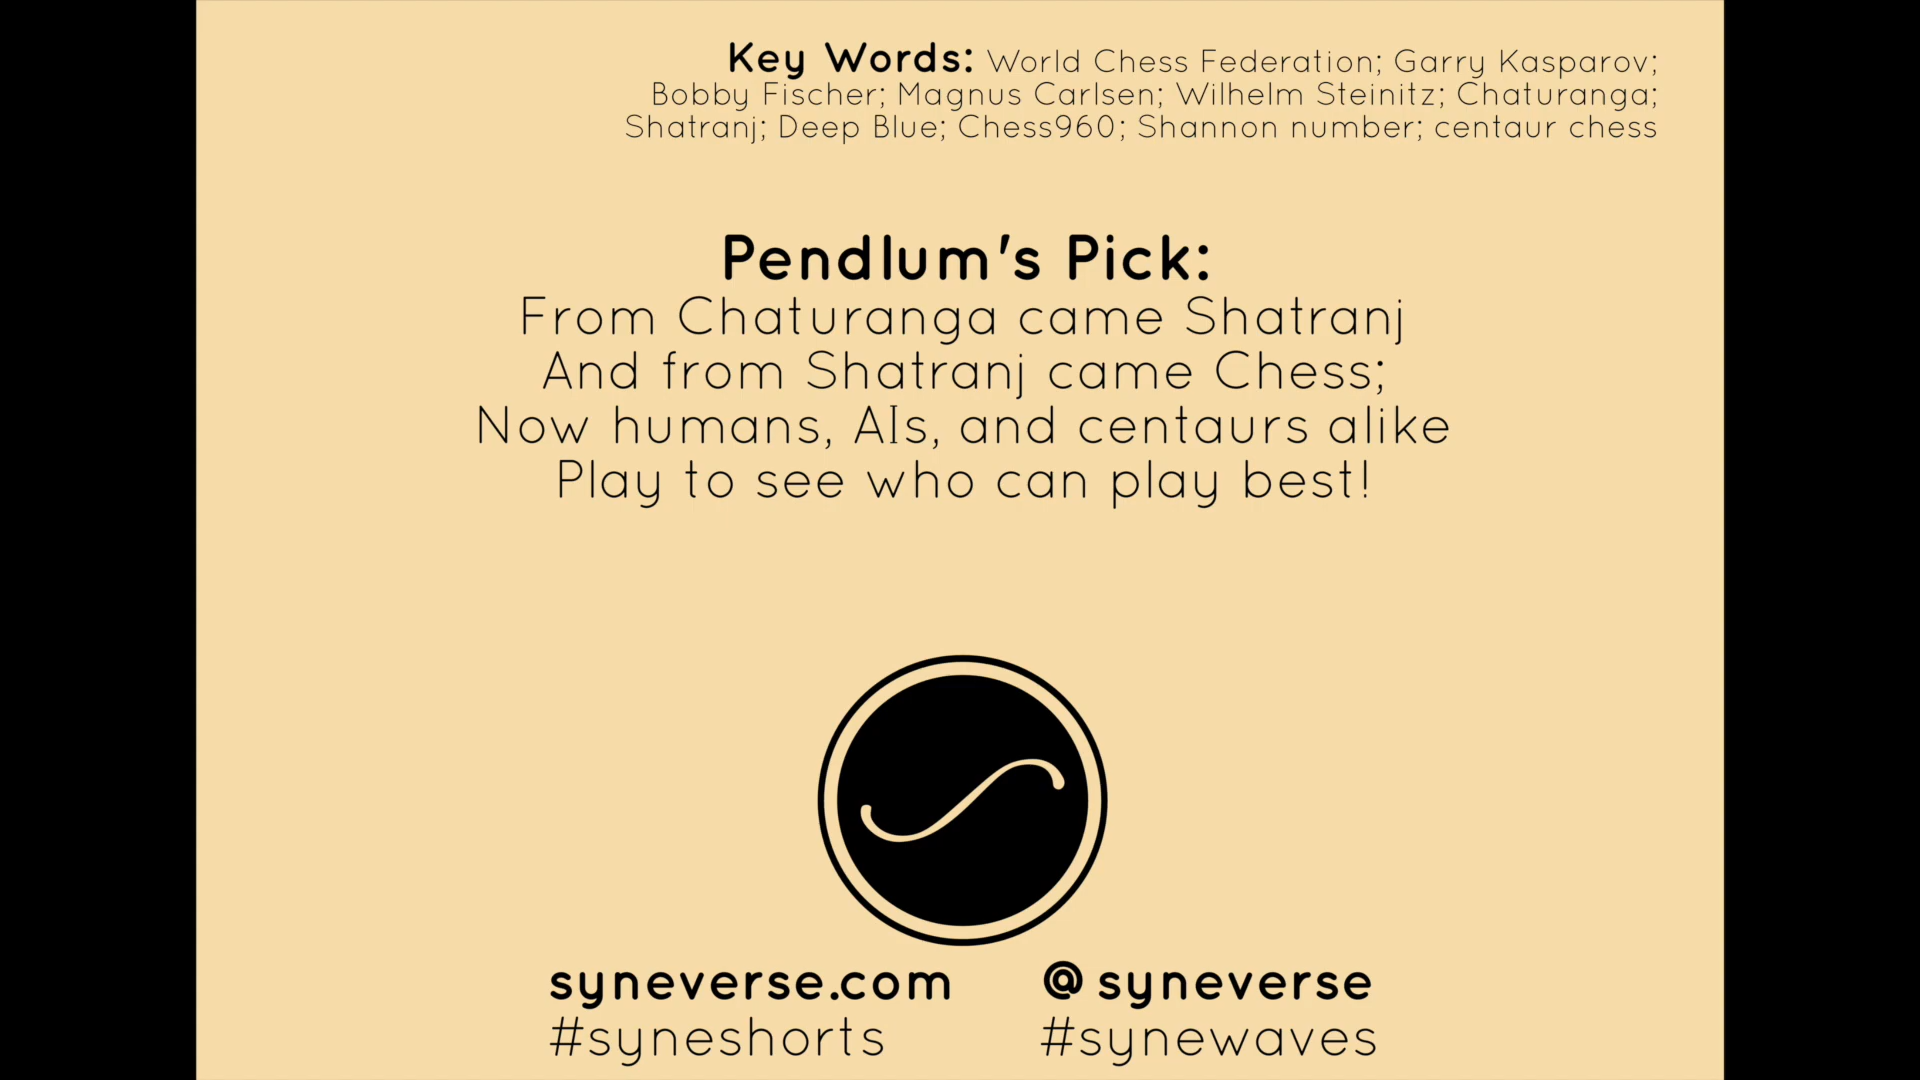 Key Words: World Chess Federation; Garry Kasparov;
Bobby Fischer; Magnus Carlsen; Wilhelm Steinitz; Chaturanga;
Shatranj; Deep Blue; Chess960; Shannon number; centaur chess
Pendlum's Pick:
From Chaturanga came Shatranj
And from Shatranj came Chess;
Now humans, AIs, and centaurs alike
Play to see who can play best!
syneverse.com
#syneshorts
@syneverse
#synewaves